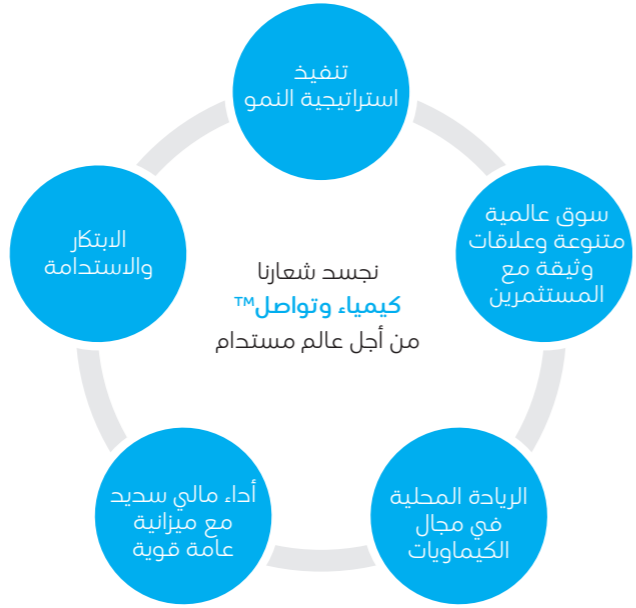 تنفيذ
استراتيجية النمو
سوق عالمية
متنوعة وعلاقات
وثيقة مع
المستثمرين
الابتكار
والاستدامة
نجسد شعارنا
كيمياء وتواصل™
من أجل عالم مستدام
الريادة المحلية
في مجال
الكيماويات
أداء مالي سديد
مع ميزانية
عامة قوية